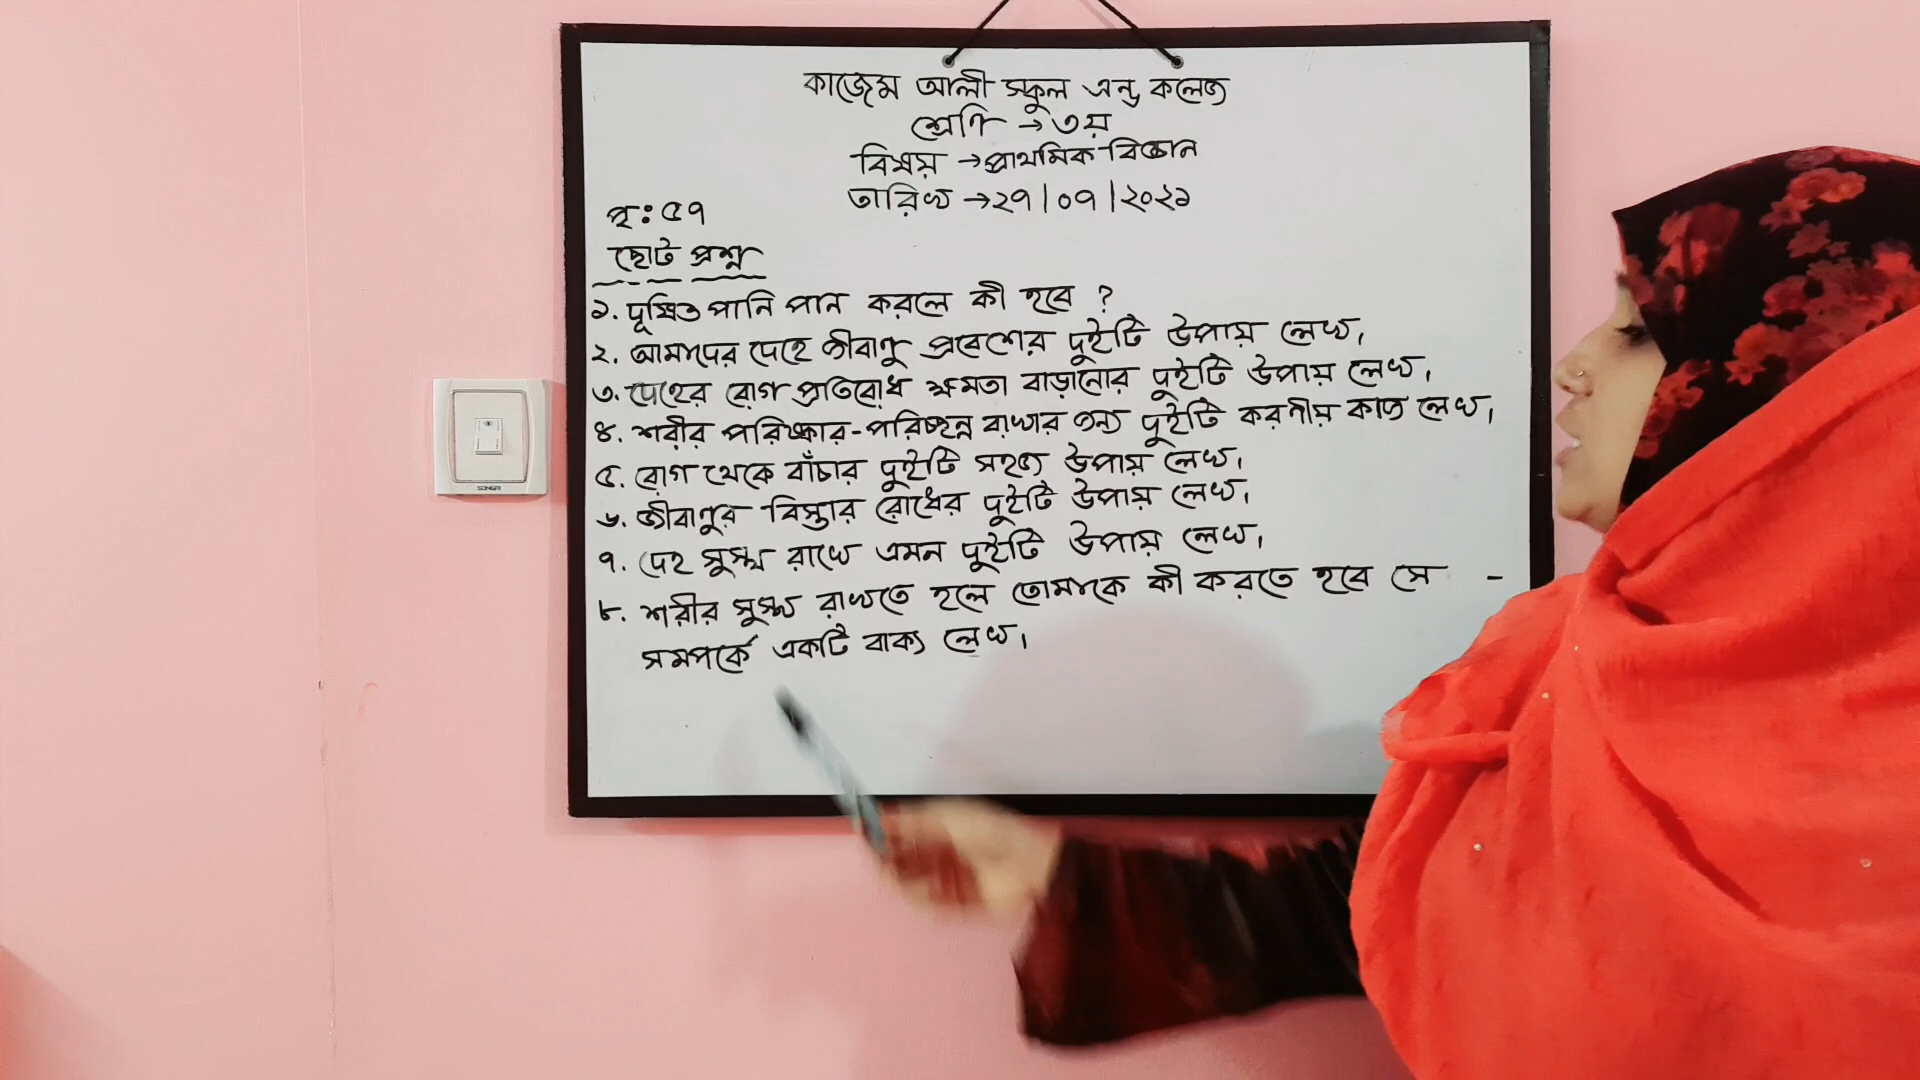 কাজেম আলী স্কুল এন্ড কলেজ
শ্রেণি → ৩য়
বিষয় → প্রাথমিক বিজ্ঞান
তারিখ → ২৭/০৭/২০২১
পৃ: ৫৭
ছোট প্রশ্ন
১. দূষিত পানি পান করলে কী হবে ?
২. আমাদের দেহে জীবাণু প্রবেশের দুইটি উপায় লেখ।
৩. দেহের রোগ প্রতিরোধ ক্ষমতা বাড়ানোর দুইটি উপায় লেখ।
৪. শরীর পরিষ্কার-পরিচ্ছন্ন রাখার জন্য দুইটি করণীয় কাজ লেখ।
৫. রোগ থেকে বাঁচার দুইটি সহজ উপায় লেখ।
৬. জীবাণুর বিস্তার রোধের দুইটি উপায় লেখ।
৭. দেহ সুস্থ রাখে এমন দুইটি উপায় লেখ।
৮. শরীর সুস্থ রাখতে হলে তোমাকে কী করতে হবে সে -
সমপর্কে একটি বাক্য লেখ।
SONGRI